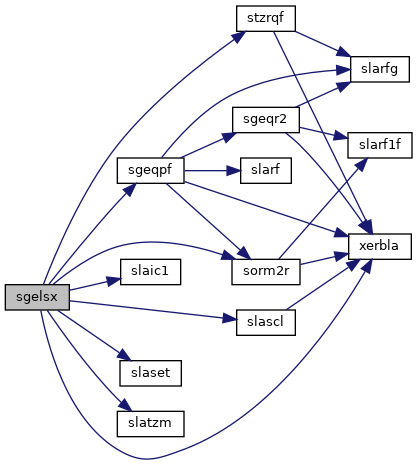 stzrqf
slarfg
sgeqr2
slarf1f
sgeqpf
slarf
xerbla
slaic1
sorm2r
sgelsx
slascl
slaset
slatzm